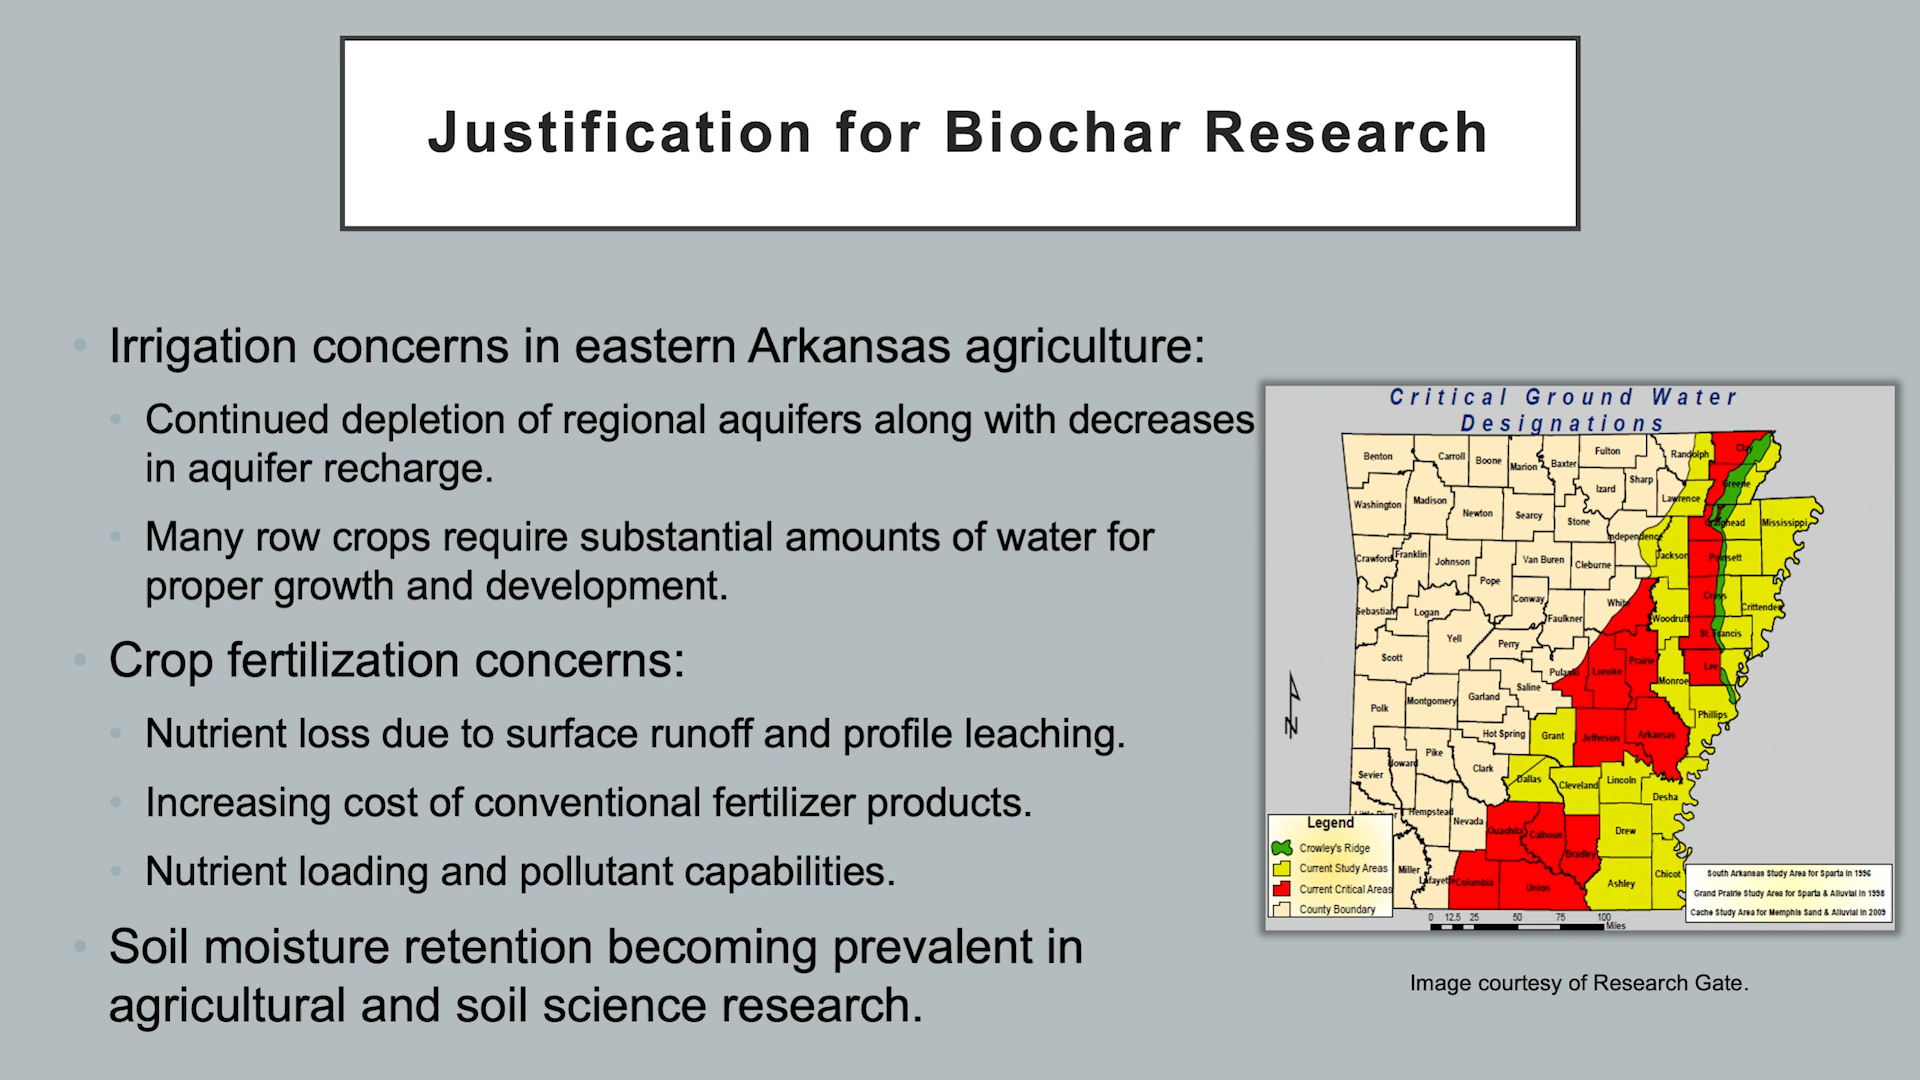 Justification for Biochar Research
Irrigation concerns in eastern Arkansas agriculture:
Continued depletion of regional aquifers along with decreases
in aquifer recharge.
Many row crops require substantial amounts of water for
proper growth and development.
Crop fertilization concerns:
Nutrient loss due to surface runoff and profile leaching.
Increasing cost of conventional fertilizer products.
Nutrient loading and pollutant capabilities.
Soil moisture retention becoming prevalent in
agricultural and soil science research.
Critical Ground Water
Designations
Benton
Carroll
Boone
Marion
Baxter
Fulton
Randolph
Clay
Washington
Madison
Newton
Searcy
Stone
Izard
Sharp
Lawrence
Greene
Craighead
Mississippi
Independence
Jackson
Poinsett
Crawford
Franklin
Johnson
Pope
Van Buren
Cleburne
White
Cross
Crittenden
Sebastian
Logan
Conway
Faulkner
Woodruff
St. Francis
Yell
Perry
Scott
Pulaski
Lonoke
Prairie
Lee
Monroe
Saline
Garland
Montgomery
Polk
Phillips
Hot Spring
Grant
Jefferson
Arkansas
Pike
Howard
Sevier
Clark
Dallas
Cleveland
Lincoln
Desha
Hempstead
Nevada
Ouachita
Calhoun
Bradley
Drew
Miller
Columbia
Union
Ashley
Chicot
N
Legend
Crowley's Ridge
Current Study Areas
Current Critical Areas
County Boundary
0 12.5 25 50 75 100
Miles
South Arkansas Study Area for Sparta in 1996
Grand Prairie Study Area for Sparta & Alluvial in 1998
Cache Study Area for Memphis Sand & Alluvial in 2009
Image courtesy of Research Gate.